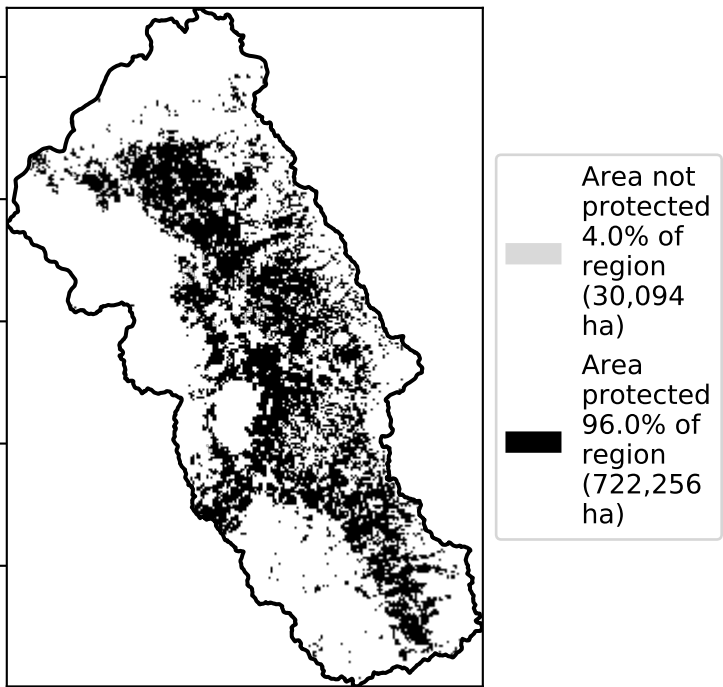 Area not
protected
4.0% of
region
(30,094
ha)
Area
protected
96.0% of
region
(722,256
ha)